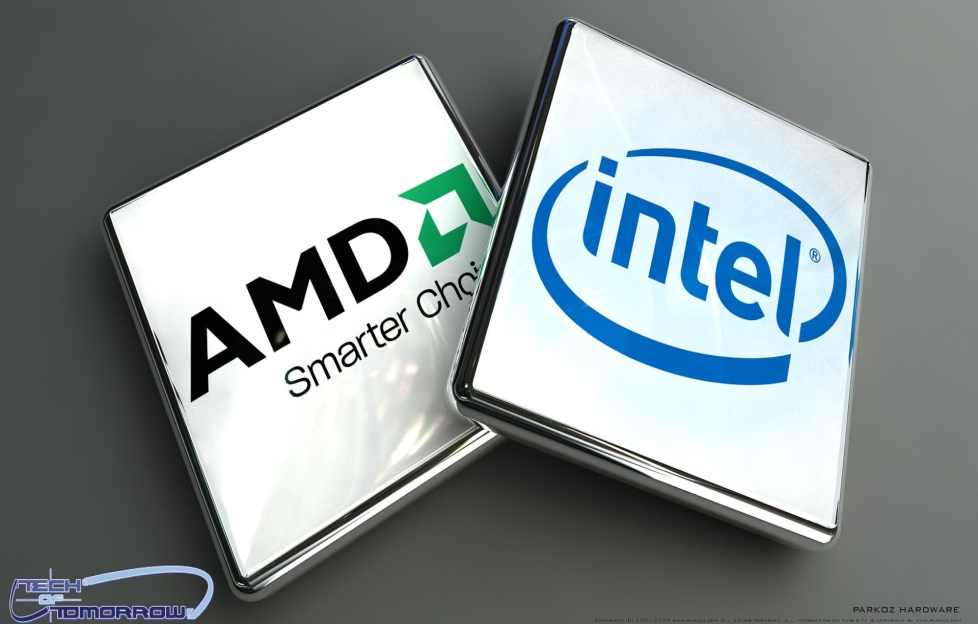 AMD
Smarter Choi
intel®
TECH
OF
TOMORROW
PARKOZ HARDWARE